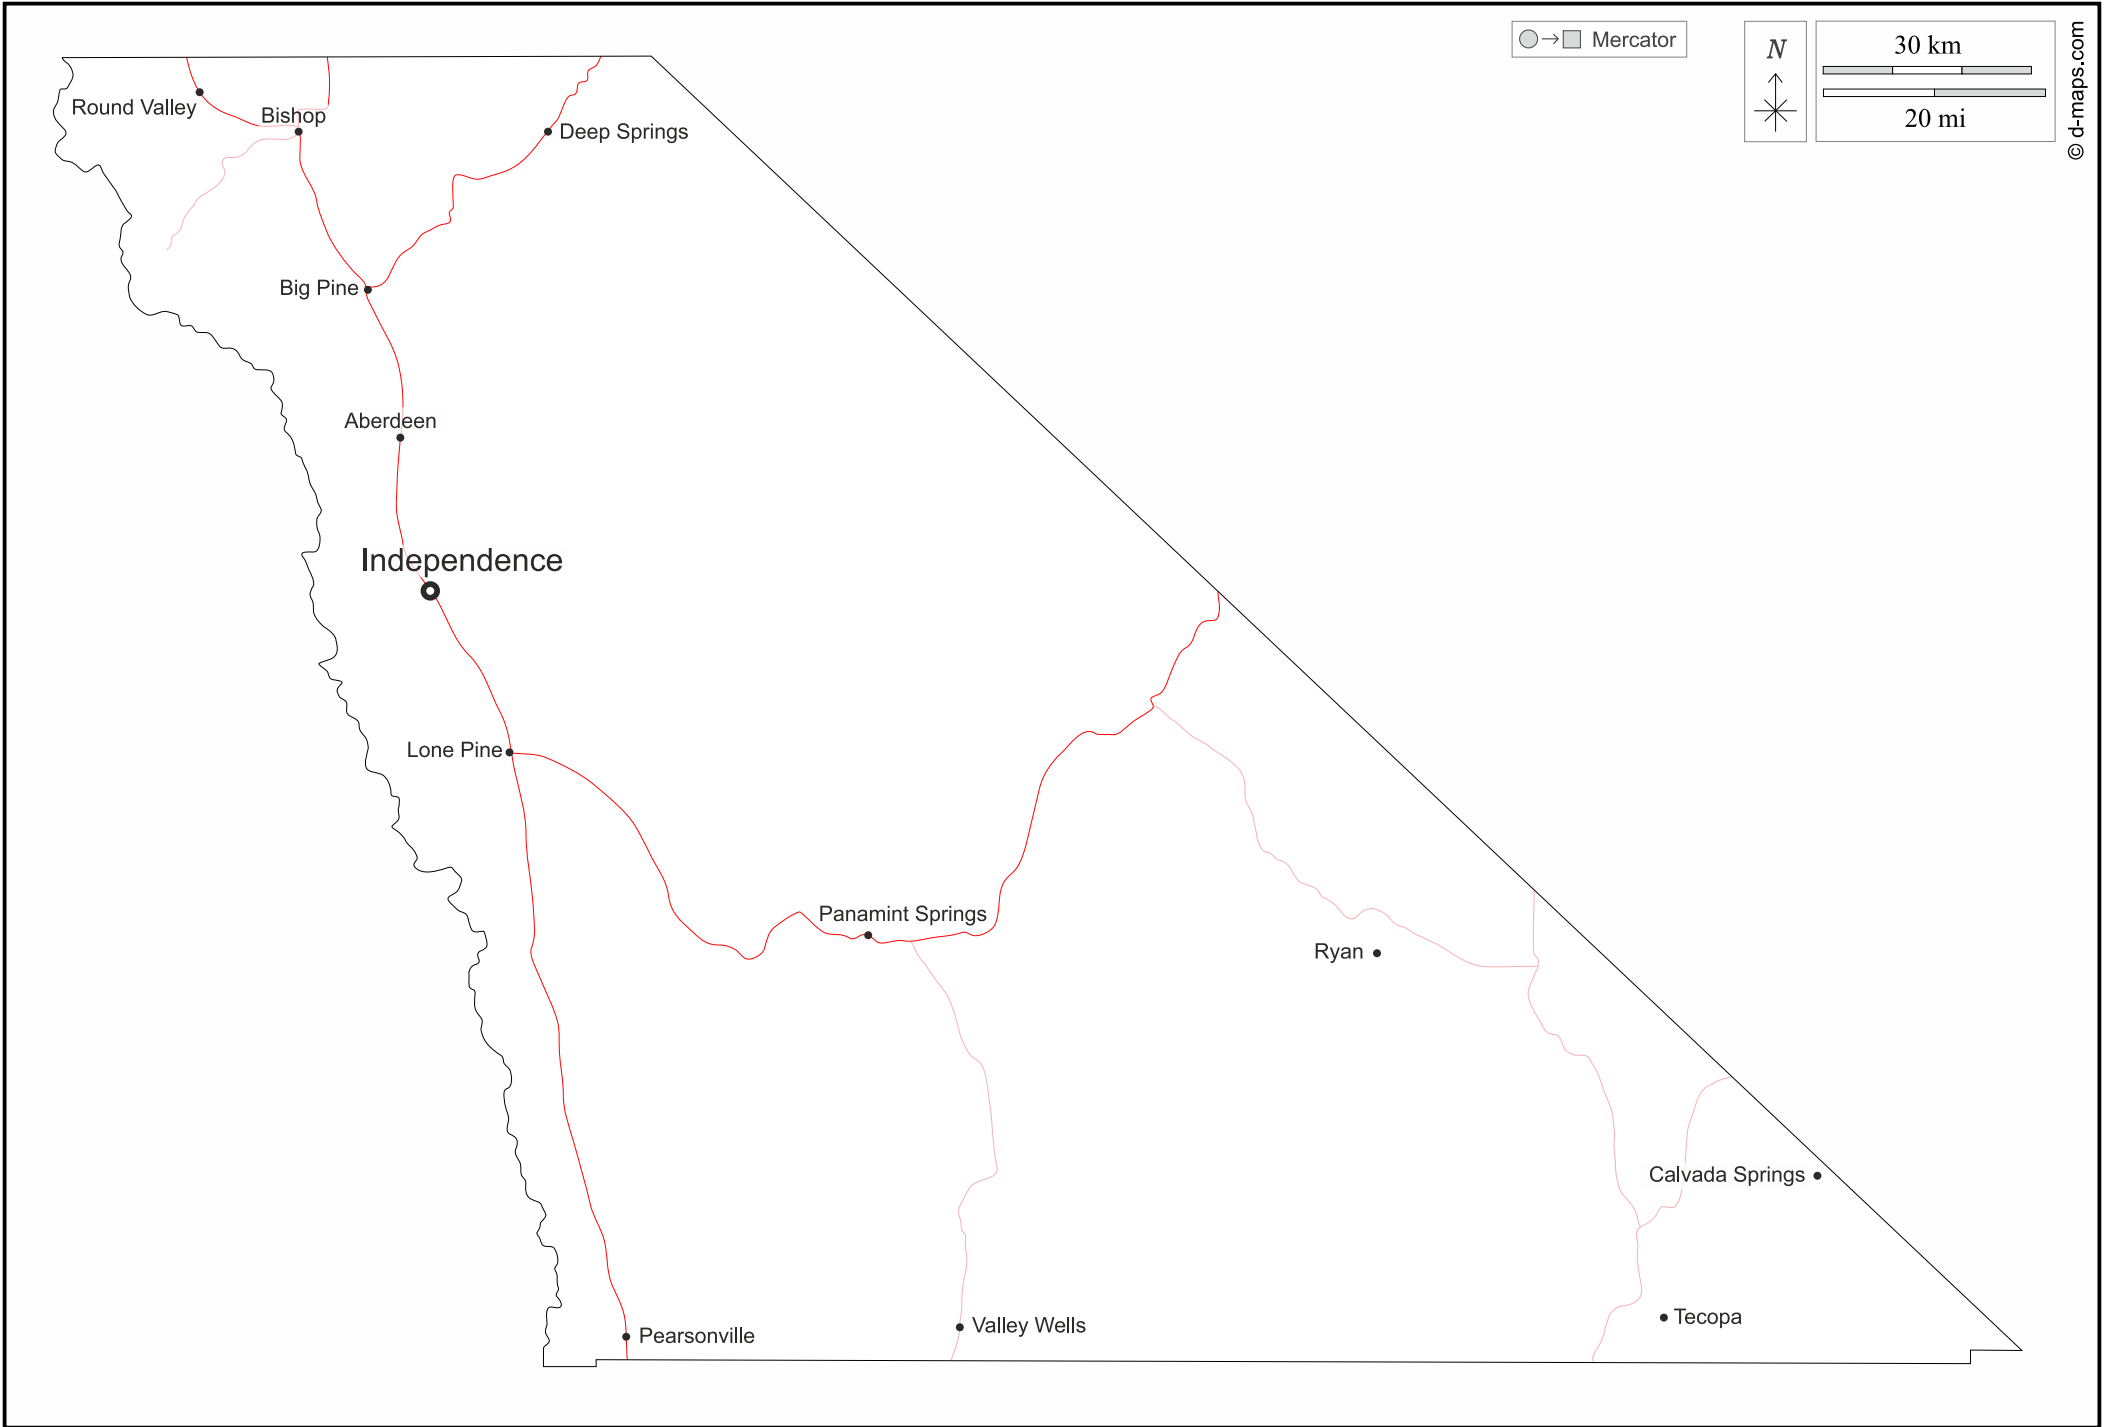 Mercator
N
30 km
20 mi
© d-maps.com
Round Valley
Bishop
Deep Springs
Big Pine
Aberdeen
Independence
Lone Pine
Panamint Springs
Ryan
Calvada Springs
Tecopa
Valley Wells
Pearsonville